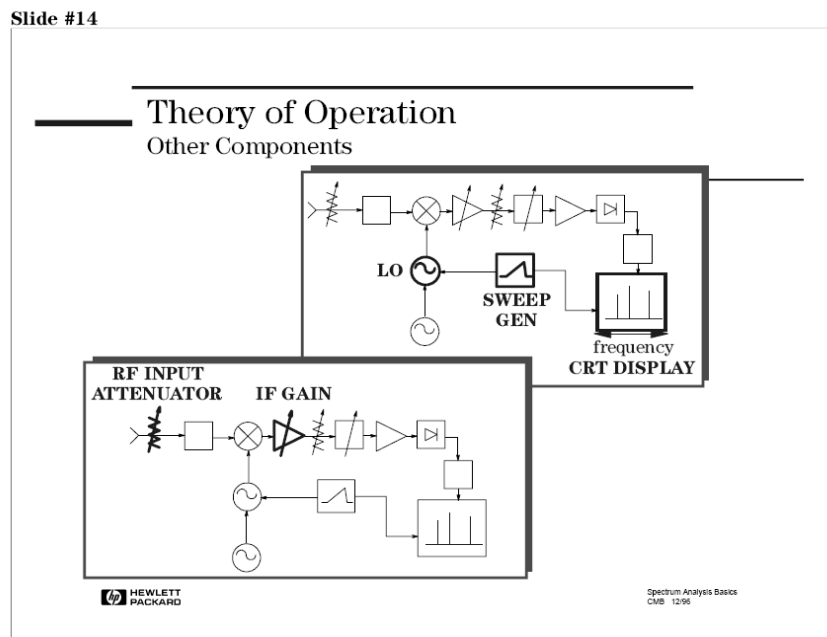 Slide #14
Theory of Operation
Other Components
LO
SWEEP
GEN
frequency
CRT DISPLAY
RF INPUT
ATTENUATOR
IF GAIN
hp HEWLETT
PACKARD
Spectrum Analysis Basics
CMB 12/96